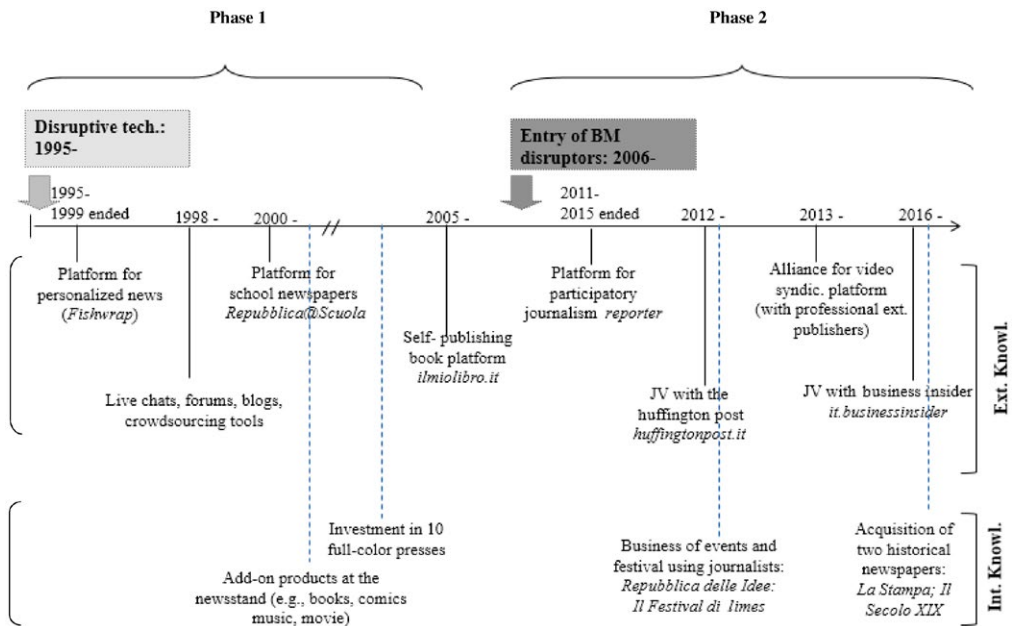 Phase 1
Phase 2
Disruptive tech.:
1995-
Entry of BM
disruptors: 2006-
1995-
1999 ended
1998 -
2000 -
2005 -
2011-
2015 ended
2012 -
2013 -
2016 -
Platform for
personalized news
(Fishwrap)
Live chats, forums, blogs,
crowdsourcing tools
Platform for
school newspapers
Repubblica@Scuola
Self- publishing
book platform
ilmiolibro.it
Platform for
participatory
journalism reporter
JV with the
huffington post
huffingtonpost.it
Alliance for video
syndic. platform
(with professional ext.
publishers)
JV with business insider
it.businessinsider
Ext. Knowl.
Investment in 10
full-color presses
Add-on products at the
newsstand (e.g., books, comics
music, movie)
Business of events and
festival using journalists:
Repubblica delle Idee:
Il Festival di limes
Acquisition of
two historical
newspapers:
La Stampa; Il
Secolo XIX
Int. Knowl.